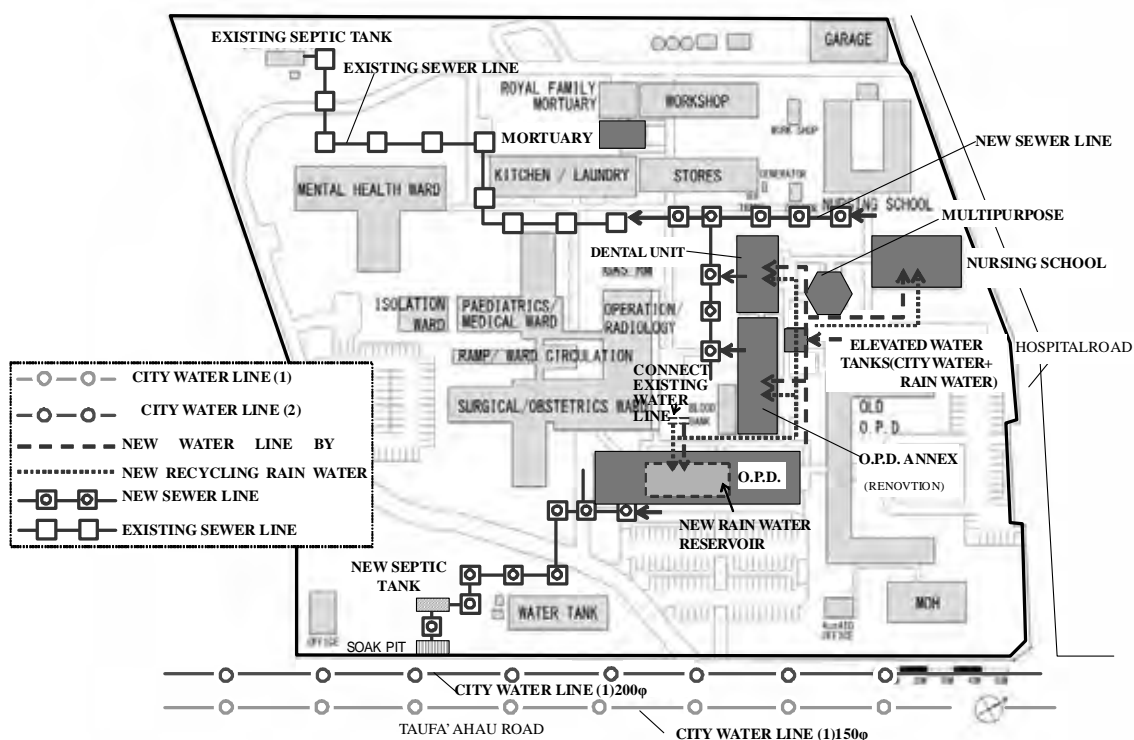 EXISTING SEPTIC TANK
EXISTING SEWER LINE
GARAGE
ROYAL FAMILY
MORTUARY
WORKSHOP
MORTUARY
WORK SHOP
NEW SEWER LINE
KITCHEN / LAUNDRY
STORES
GENERATOR
MENTAL HEALTH WARD
NURSING SCHOOL
MULTIPURPOSE
DENTAL UNIT
NURSING SCHOOL
ISOLATION
WARD
PAEDIATRICS/
MEDICAL WARD
OPERATION/
RADIOLOGY
RAMP/ WARD CIRCULATION
ELEVATED WATER
TANKS(CITY WATER+
RAIN WATER)
HOSPITALROAD
CONNECT
EXISTING
WATER
LINE
SURGICAL/OBSTETRICS WARD
BLOOD
BANK
OLD
O.P.D
O.P.D. ANNEX
(RENOVTION)
CITY WATER LINE (1)
CITY WATER LINE (2)
NEW WATER LINE BY
NEW RECYCLING RAIN WATER
NEW SEWER LINE
EXISTING SEWER LINE
O.P.D.
NEW RAIN WATER
RESERVOIR
NEW SEPTIC
TANK
WATER TANK
MOH
OFFICE
AusAID
OFFICE
SOAK PIT
CITY WATER LINE (1)200φ
TAUFA' AHAU ROAD
CITY WATER LINE (1)150φ